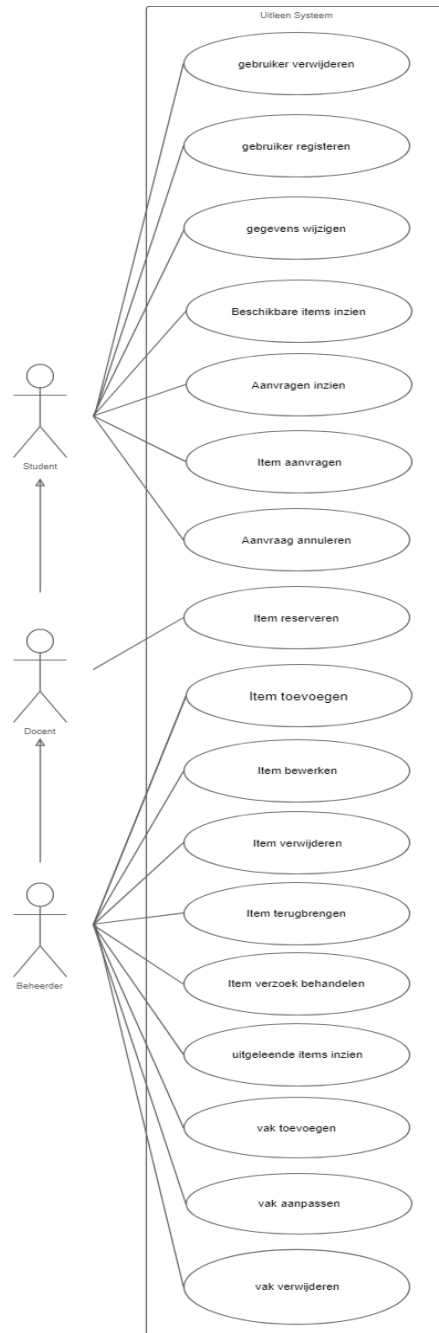 Uitleen Systeem
gebruiker verwijderen
gebruiker registeren
gegevens wijzigen
Beschikbare items inzien
Aanvragen inzien
Student
Item aanvragen
Aanvraag annuleren
Item reserveren
Docent
Item toevoegen
Item bewerken
Item verwijderen
Item terugbrengen
Beheerder
Item verzoek behandelen
uitgeleende items inzien
vak toevoegen
vak aanpassen
vak verwijderen